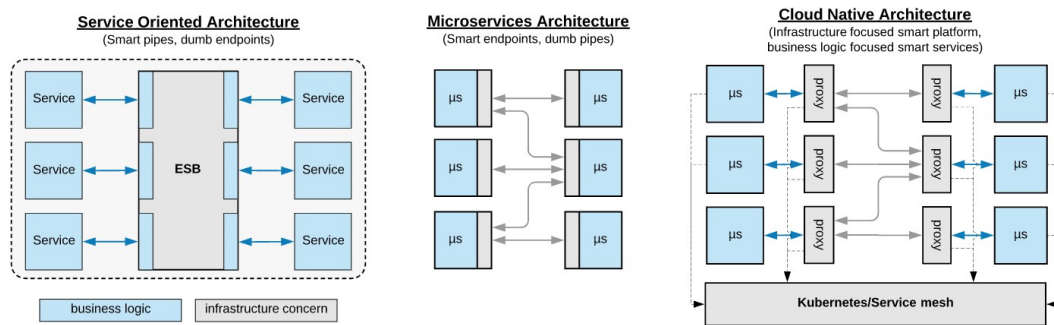 Service Oriented Architecture
(Smart pipes, dumb endpoints)
Service
Service
ESB
Service
Service
Service
Service
business logic
infrastructure concern
Microservices Architecture
(Smart endpoints, dumb pipes)
µs
µs
µs
µs
µs
µs
Cloud Native Architecture
(Infrastructure focused smart platform,
business logic focused smart services)
µs
proxy
proxy
µs
µs
proxy
proxy
µs
µs
proxy
proxy
µs
Kubernetes/Service mesh